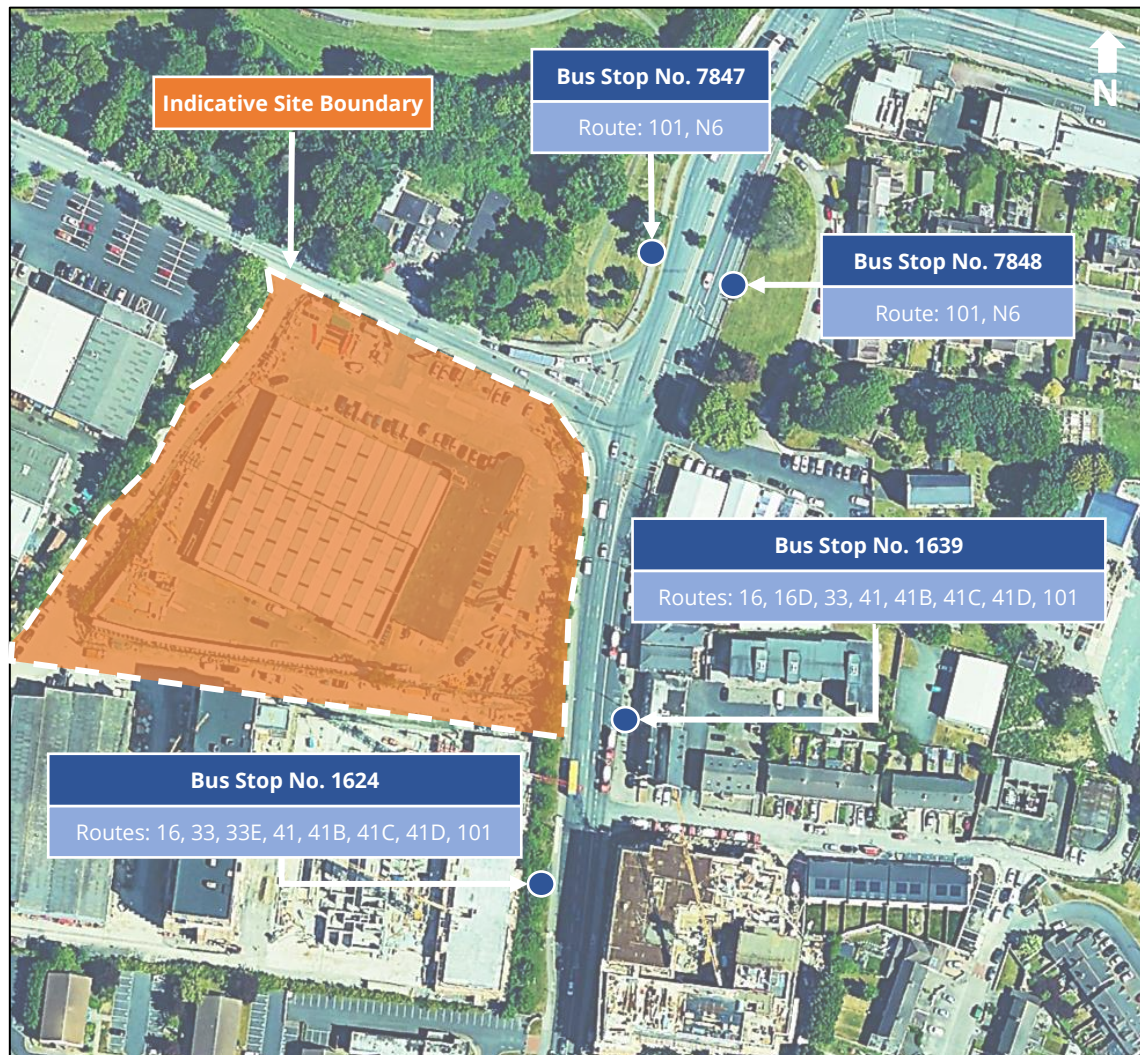 Bus Stop No. 7847
Route: 101, N6
N
Indicative Site Boundary
Bus Stop No. 7848
Route: 101, N6
Bus Stop No. 1639
Routes: 16, 16D, 33, 41, 41B, 41C, 41D, 101
Bus Stop No. 1624
Routes: 16, 33, 33E, 41, 41B, 41C, 41D, 101